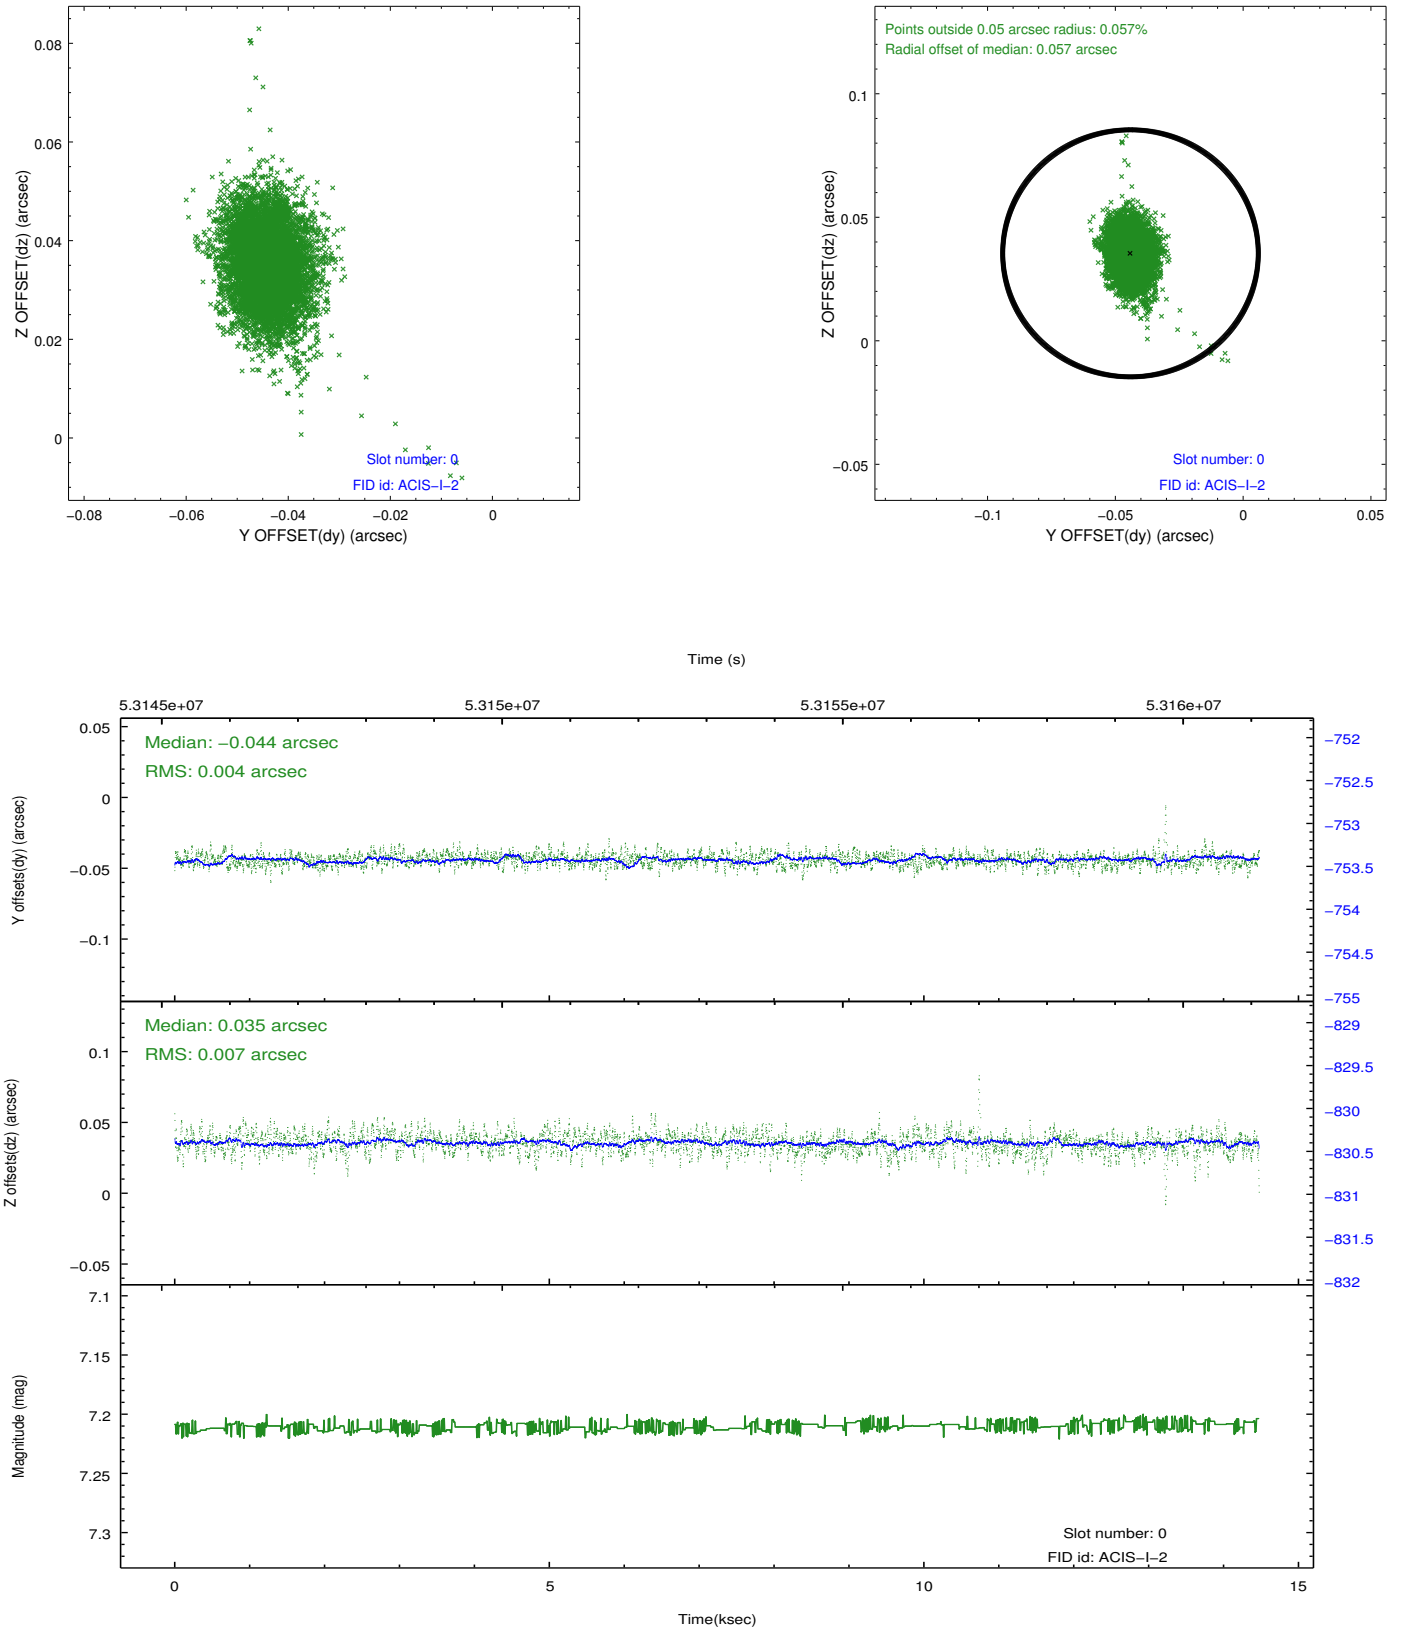 0.08
0.06
0.04
0.02
0
−0.08
−0.06
−0.04
−0.02
0
Z OFFSET(dz) (arcsec)
Y OFFSET(dy) (arcsec)
Slot number: 0
FID id: ACIS−I−2
Points outside 0.05 arcsec radius: 0.057%
Radial offset of median: 0.057 arcsec
0.1
0.05
0
−0.05
−0.1
−0.05
0
0.05
Z OFFSET(dz) (arcsec)
Y OFFSET(dy) (arcsec)
Slot number: 0
FID id: ACIS−I−2
Time (s)
5.3145e+07
5.315e+07
5.3155e+07
5.316e+07
Median: −0.044 arcsec
RMS: 0.004 arcsec
0.05
0
−0.05
−0.1
Y offsets(dy) (arcsec)
−752
−752.5
−753
−753.5
−754
−754.5
−755
Median: 0.035 arcsec
RMS: 0.007 arcsec
0.1
0.05
0
−0.05
Z offsets(dz) (arcsec)
−829
−829.5
−830
−830.5
−831
−831.5
−832
7.1
7.15
7.2
7.25
7.3
Magnitude (mag)
Slot number: 0
FID id: ACIS−I−2
0
5
10
15
Time(ksec)